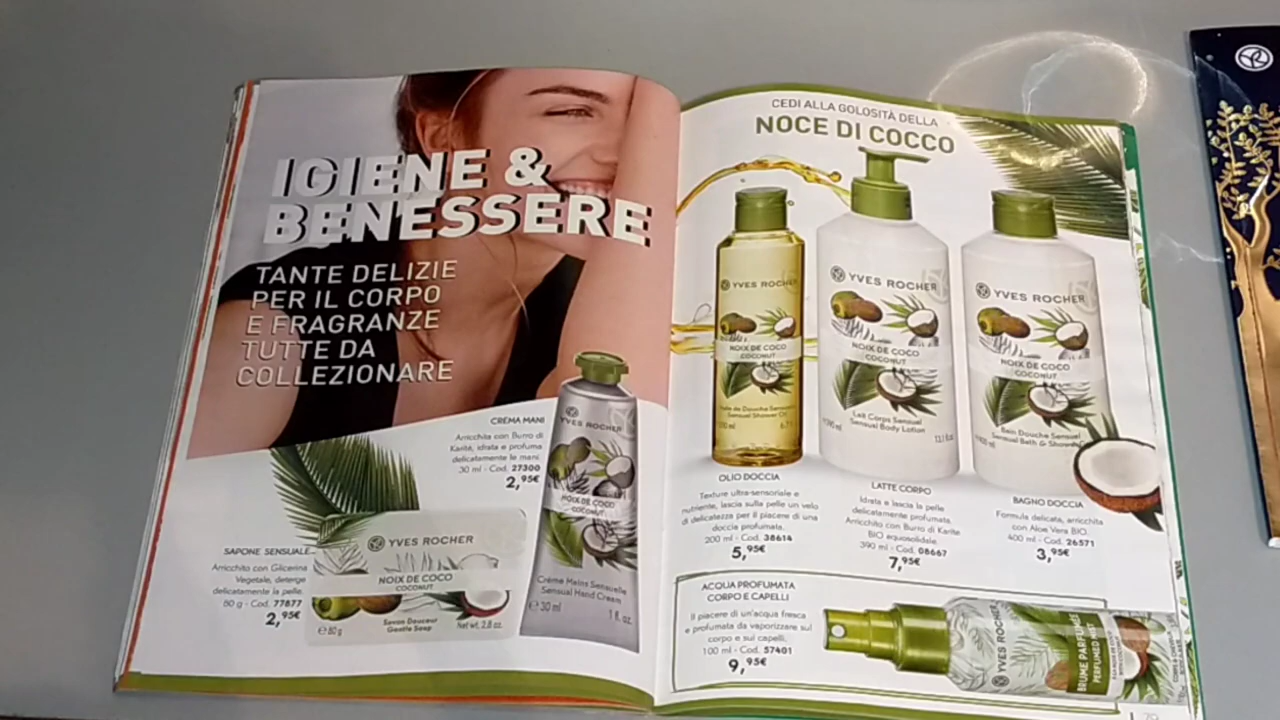 IGIENE &
BENESSERE
TANTE DELIZIE
PER IL CORPO
E FRAGRANZE
TUTTE DA
COLLEZIONARE
CREMA MANI
Arricchita con Burro di
Karité, idrata e profuma
delicatamente le mani.
30 ml - Cod. 27300
2,95€
YVES ROCHER
NOIX DE COCO
COCONUT
Crème Mains Sensuelle
Sensual Hand Cream
30 ml 1 fl. oz.
SAPONE SENSUALE
Arricchito con Glicerina
Vegetale, deterge
delicatamente la pelle.
80 g - Cod. 77877
2,95€
YVES ROCHER
NOIX DE COCO
COCONUT
Savon Douceur
Gentle Soap
℮ 80 g Net wt. 2.8 oz.
CEDI ALLA GOLOSITÀ DELLA
NOCE DI COCCO
YVES ROCHER
NOIX DE COCO
COCONUT
Huile de Douche
Sensual Shower Oil
YVES ROCHER
NOIX DE COCO
COCONUT
Lait Corps Sensuel
Sensual Body Lotion
YVES ROCHER
NOIX DE COCO
COCONUT
Bain Douche Sensuel
Sensual Bath & Shower
OLIO DOCCIA
Texture ultra-sensoriale e
nutriente, lascia sulla pelle un velo
di delicatezza per il piacere di una
doccia profumata.
200 ml - Cod. 38614
5,95€
LATTE CORPO
Idrata e lascia la pelle
delicatamente profumata.
Arricchito con Burro di Karité
BIO equosolidale.
390 ml - Cod. 08667
7,95€
BAGNO DOCCIA
Formula delicata, arricchita
con Aloe Vera BIO.
400 ml - Cod. 26571
3,95€
ACQUA PROFUMATA
CORPO E CAPELLI
Il piacere di un'acqua fresca
e profumata da vaporizzare sul
corpo e sui capelli.
100 ml - Cod. 57401
9,95€
YVES ROCHER
BRUME PARFUMÉE
PERFUMED MIST